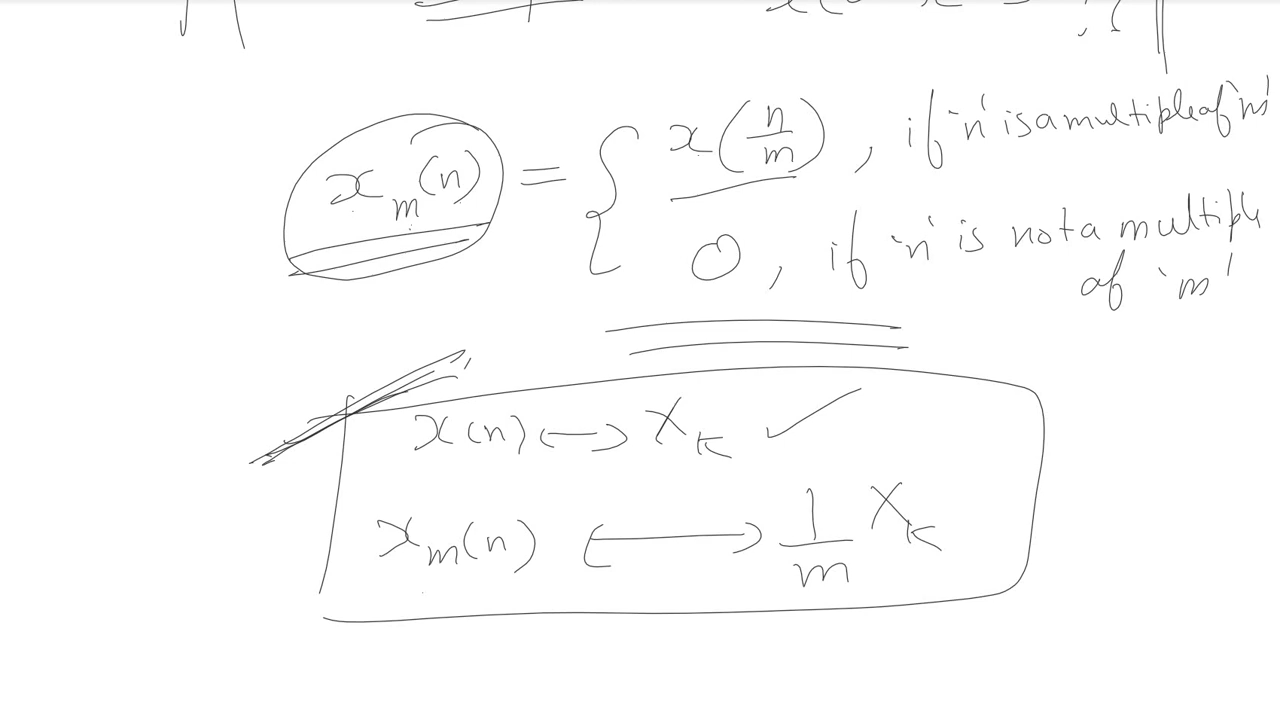 x_m(n) = { x(n/m), if 'n' is a multiple of 'm'
0, if 'n' is not a multiple
of 'm'
x(n) ↔ X_k ✓
x_m(n) ⟷ 1/m X_k